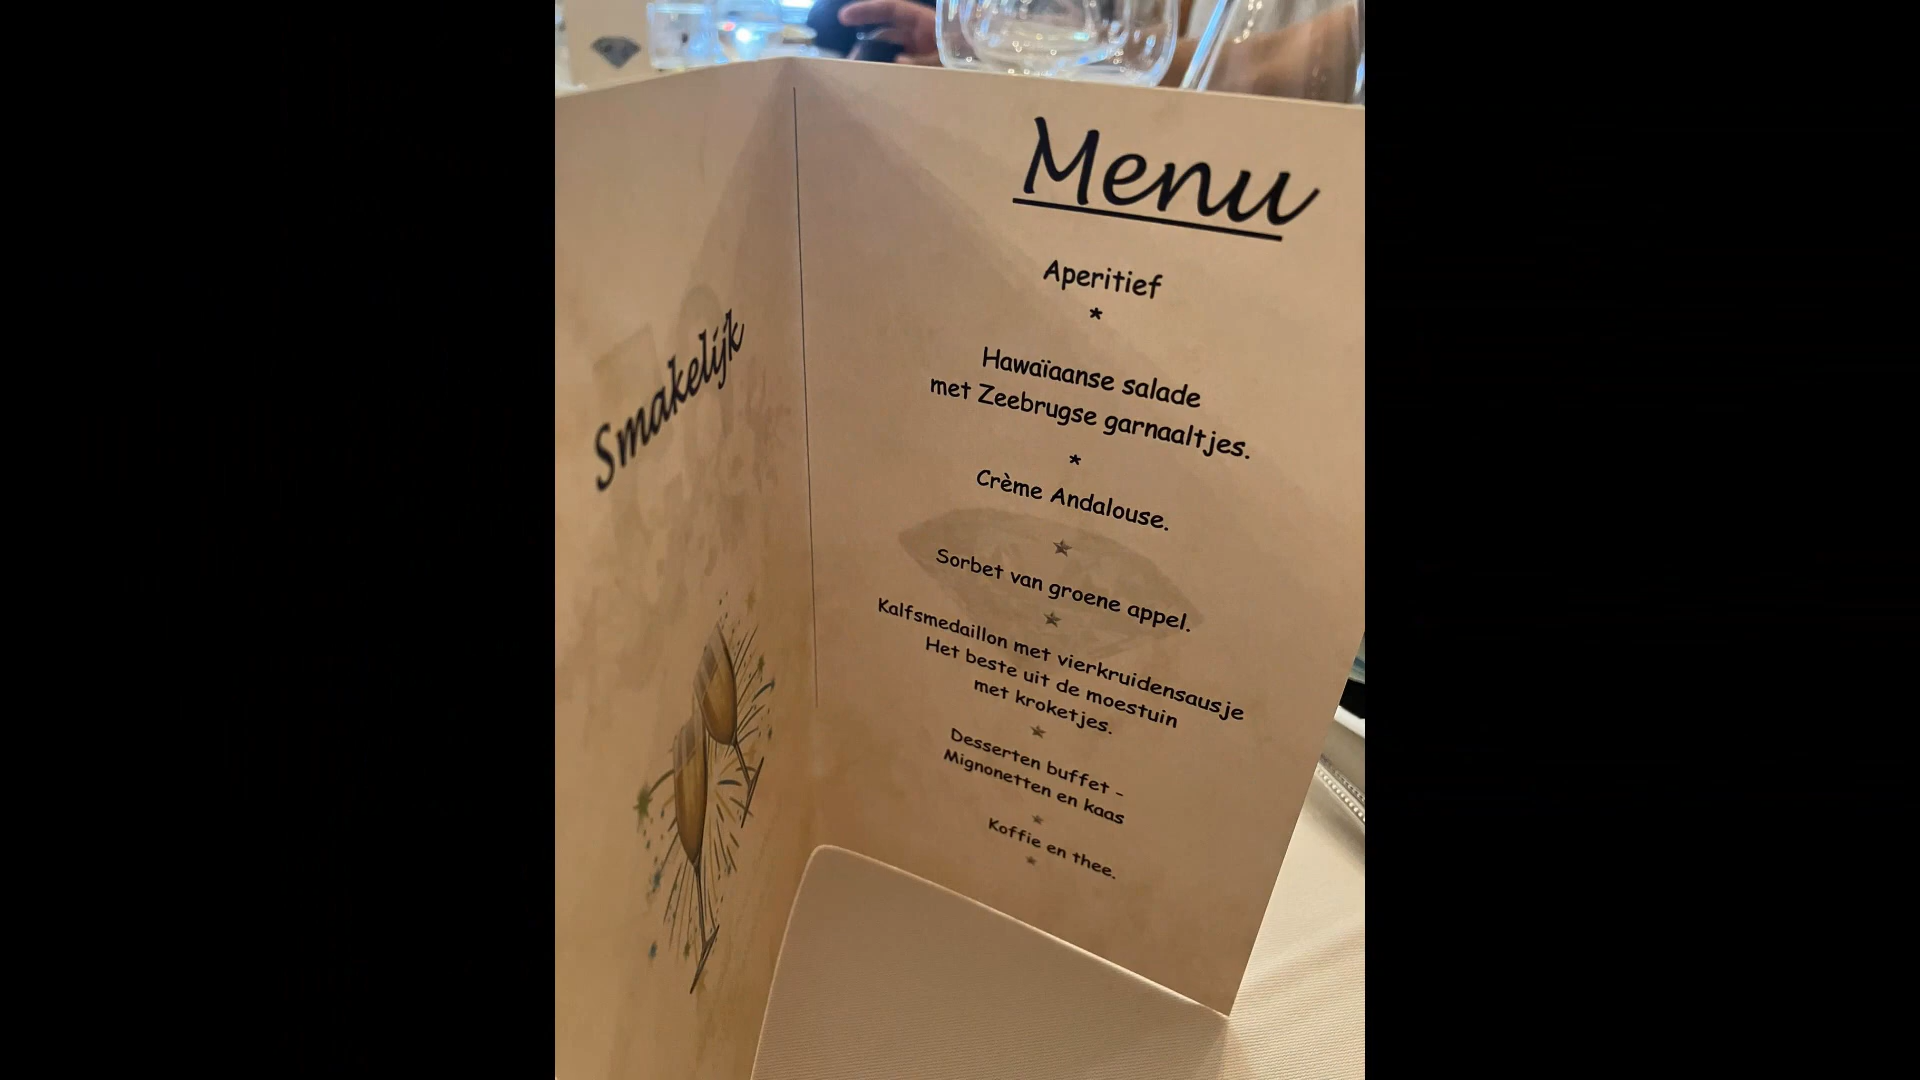 Smakelijk
Menu
Aperitief
*
Hawaïaanse salade
met Zeebrugse garnaaltjes.
*
Crème Andalouse.
*
Sorbet van groene appel.
*
Kalfsmedaillon met vierkruidensausje
Het beste uit de moestuin
met kroketjes.
*
Desserten buffet -
Mignonetten en kaas
*
Koffie en thee.
*